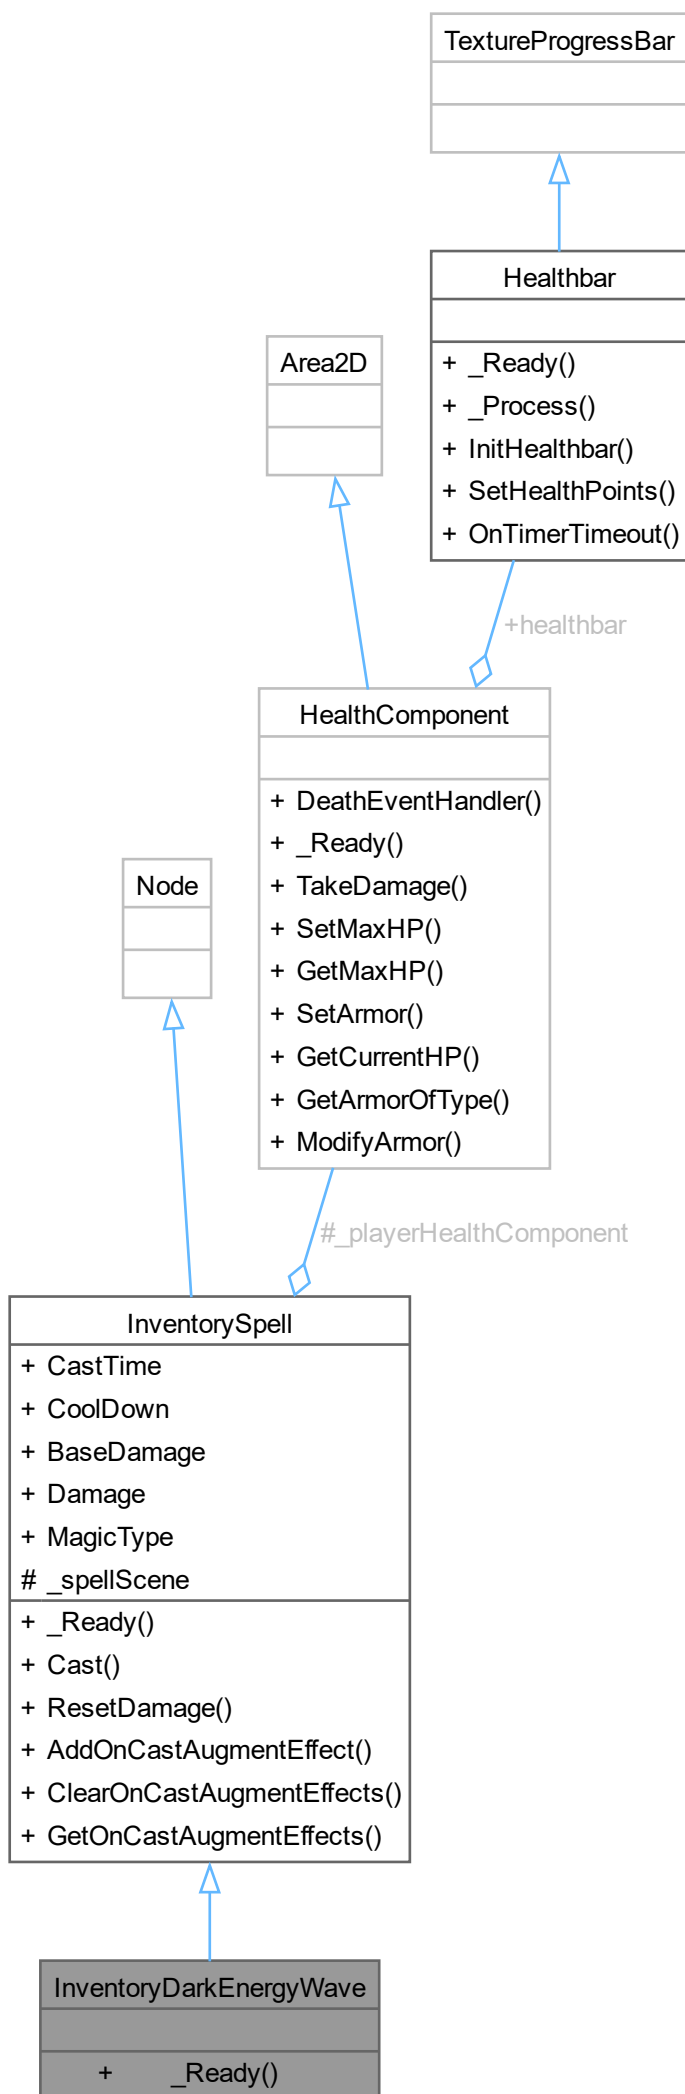 TextureProgressBar
Healthbar
+ _Ready()
+ _Process()
+ InitHealthbar()
+ SetHealthPoints()
+ OnTimerTimeout()
Area2D
+healthbar
HealthComponent
+ DeathEventHandler()
+ _Ready()
+ TakeDamage()
+ SetMaxHP()
+ GetMaxHP()
+ SetArmor()
+ GetCurrentHP()
+ GetArmorOfType()
+ ModifyArmor()
Node
#_playerHealthComponent
InventorySpell
+ CastTime
+ CoolDown
+ BaseDamage
+ Damage
+ MagicType
# _spellScene
+ _Ready()
+ Cast()
+ ResetDamage()
+ AddOnCastAugmentEffect()
+ ClearOnCastAugmentEffects()
+ GetOnCastAugmentEffects()
InventoryDarkEnergyWave
+ _Ready()